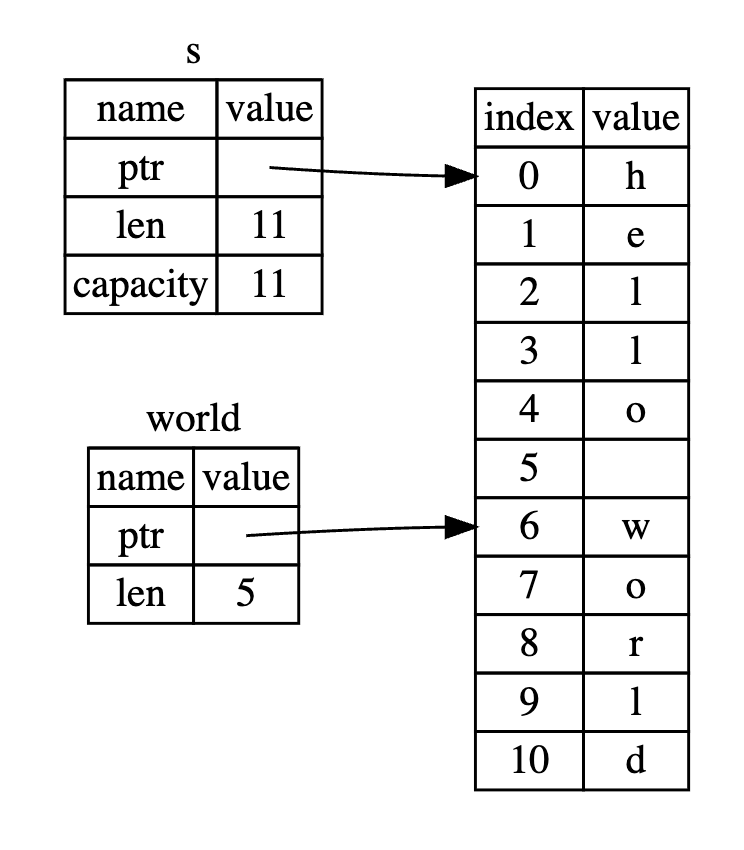 s
name value
ptr
len 11
capacity 11
world
name value
ptr
len 5
index value
0 h
1 e
2 l
3 l
4 o
5
6 w
7 o
8 r
9 l
10 d